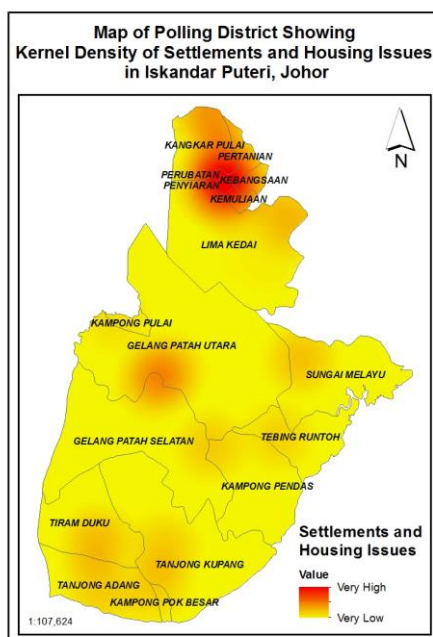 Map of Polling District Showing
Kernel Density of Settlements and Housing Issues
in Iskandar Puteri, Johor
N
KANGKAR PULAI
PERTANIAN
PERUBATAN
PENYIARAN
KEBANGSAAN
KEMULIAAN
LIMA KEDAI
KAMPONG PULAI
GELANG PATAH UTARA
SUNGAI MELAYU
GELANG PATAH SELATAN
TEBING RUNTOH
KAMPONG PENDAS
TIRAM DUKU
TANJONG KUPANG
TANJONG ADANG
KAMPONG POK BESAR
Settlements and
Housing Issues
Value
Very High
Very Low
1:107,624